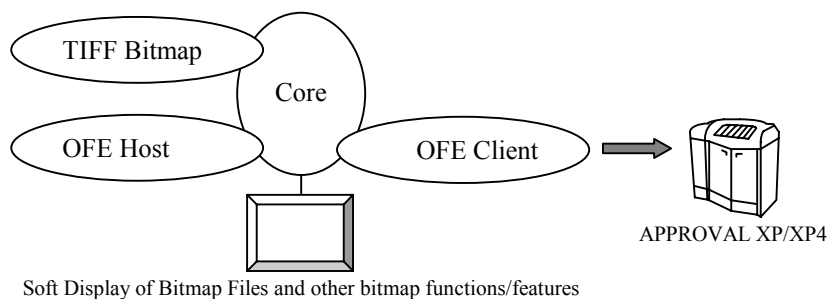 TIFF Bitmap
Core
OFE Host
OFE Client
APPROVAL XP/XP4
Soft Display of Bitmap Files and other bitmap functions/features